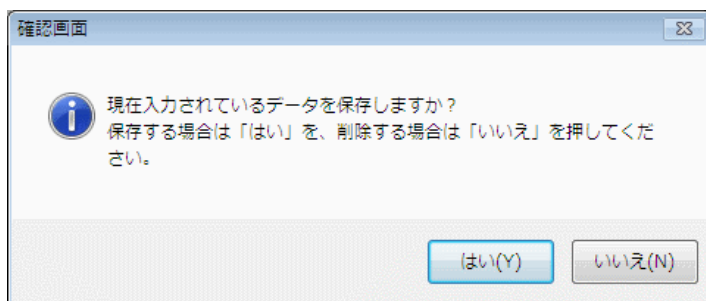 確認画面
現在入力されているデータを保存しますか？
保存する場合は「はい」を、削除する場合は「いいえ」を押してくだ
さい。
はい(Y)
いいえ(N)